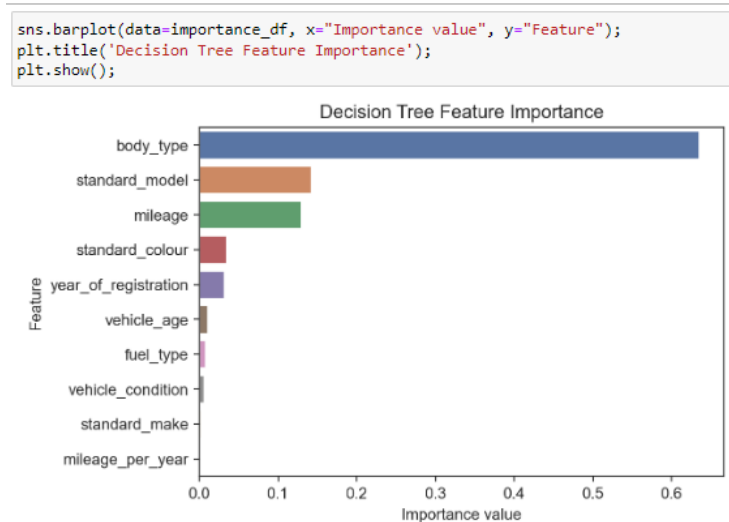 sns.barplot(data=importance_df, x="Importance value", y="Feature");
plt.title('Decision Tree Feature Importance');
plt.show();
Decision Tree Feature Importance
body_type
standard_model
mileage
standard_colour
year_of_registration
vehicle_age
fuel_type
vehicle_condition
standard_make
mileage_per_year
Feature
0.0 0.1 0.2 0.3 0.4 0.5 0.6
Importance value